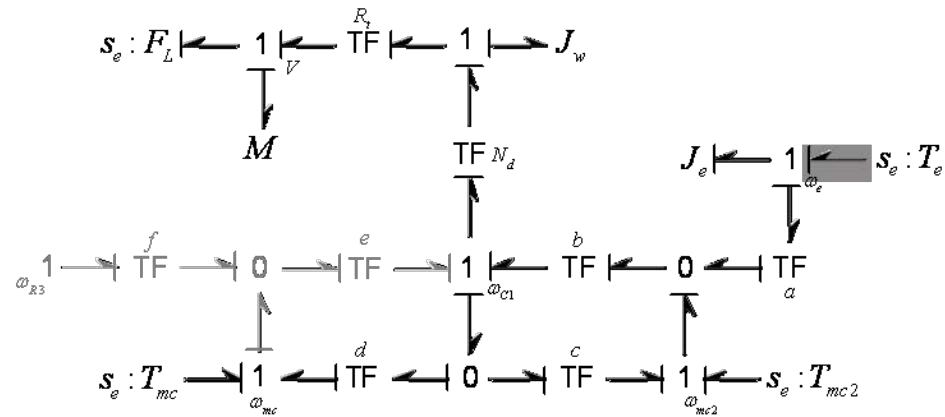 R_t
s_e : F_L 1 TF 1 J_w
V
M
TF N_d
J_e 1 s_e : T_e
ω_e
f e b
1 TF 0 TF 1 TF 0 TF
ω_R3 ω_C1 a
d c
s_e : T_mc 1 TF 0 TF 1 s_e : T_mc2
ω_mc ω_mc2